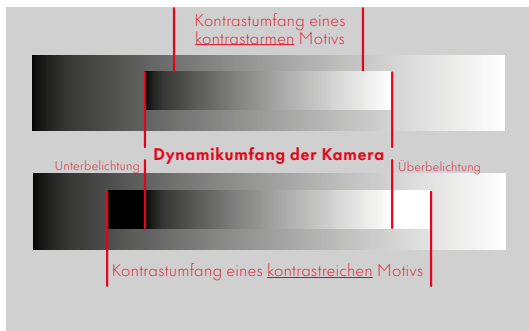 Kontrastumfang eines
kontrastarmen Motivs
Dynamikumfang der Kamera
Unterbelichtung
Überbelichtung
Kontrastumfang eines kontrastreichen Motivs